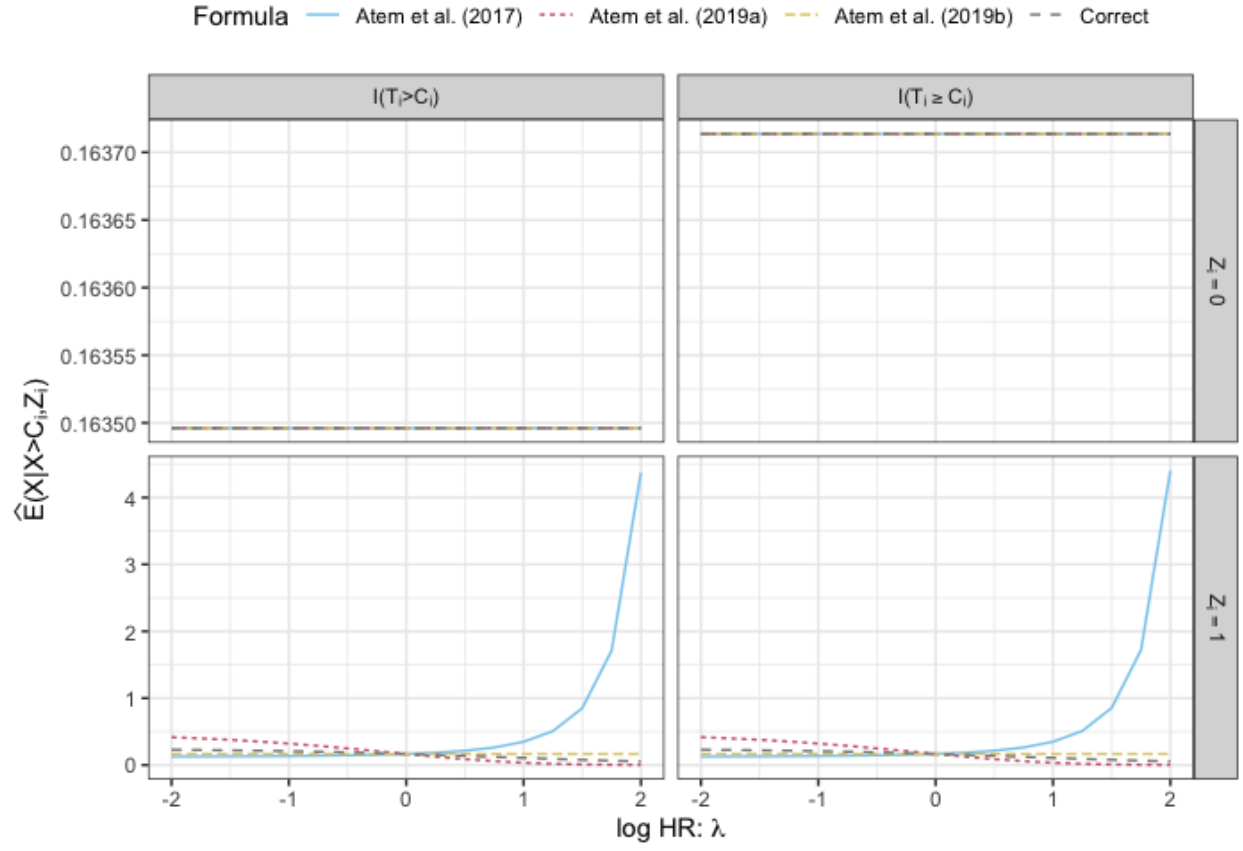 Formula Atem et al. (2017) Atem et al. (2019a) Atem et al. (2019b) Correct
I(Tᵢ>Cᵢ) I(Tᵢ ≥ Cᵢ)
0.16370
0.16365
0.16360
0.16355
0.16350
Zᵢ = 0
Ê(X|X>Cᵢ,Zᵢ)
4
3
2
1
0
Zᵢ = 1
-2 -1 0 1 2 -2 -1 0 1 2
log HR: λ